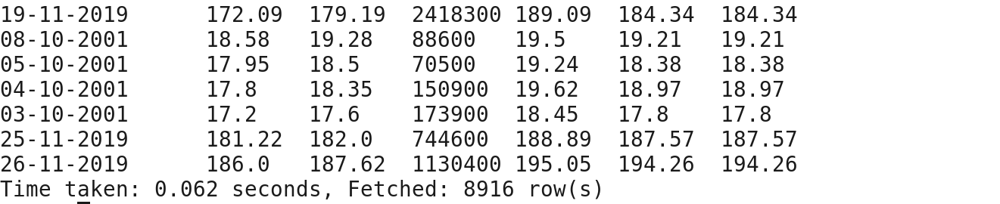 19-11-2019 172.09 179.19 2418300 189.09 184.34 184.34
08-10-2001 18.58 19.28 88600 19.5 19.21 19.21
05-10-2001 17.95 18.5 70500 19.24 18.38 18.38
04-10-2001 17.8 18.35 150900 19.62 18.97 18.97
03-10-2001 17.2 17.6 173900 18.45 17.8 17.8
25-11-2019 181.22 182.0 744600 188.89 187.57 187.57
26-11-2019 186.0 187.62 1130400 195.05 194.26 194.26
Time taken: 0.062 seconds, Fetched: 8916 row(s)